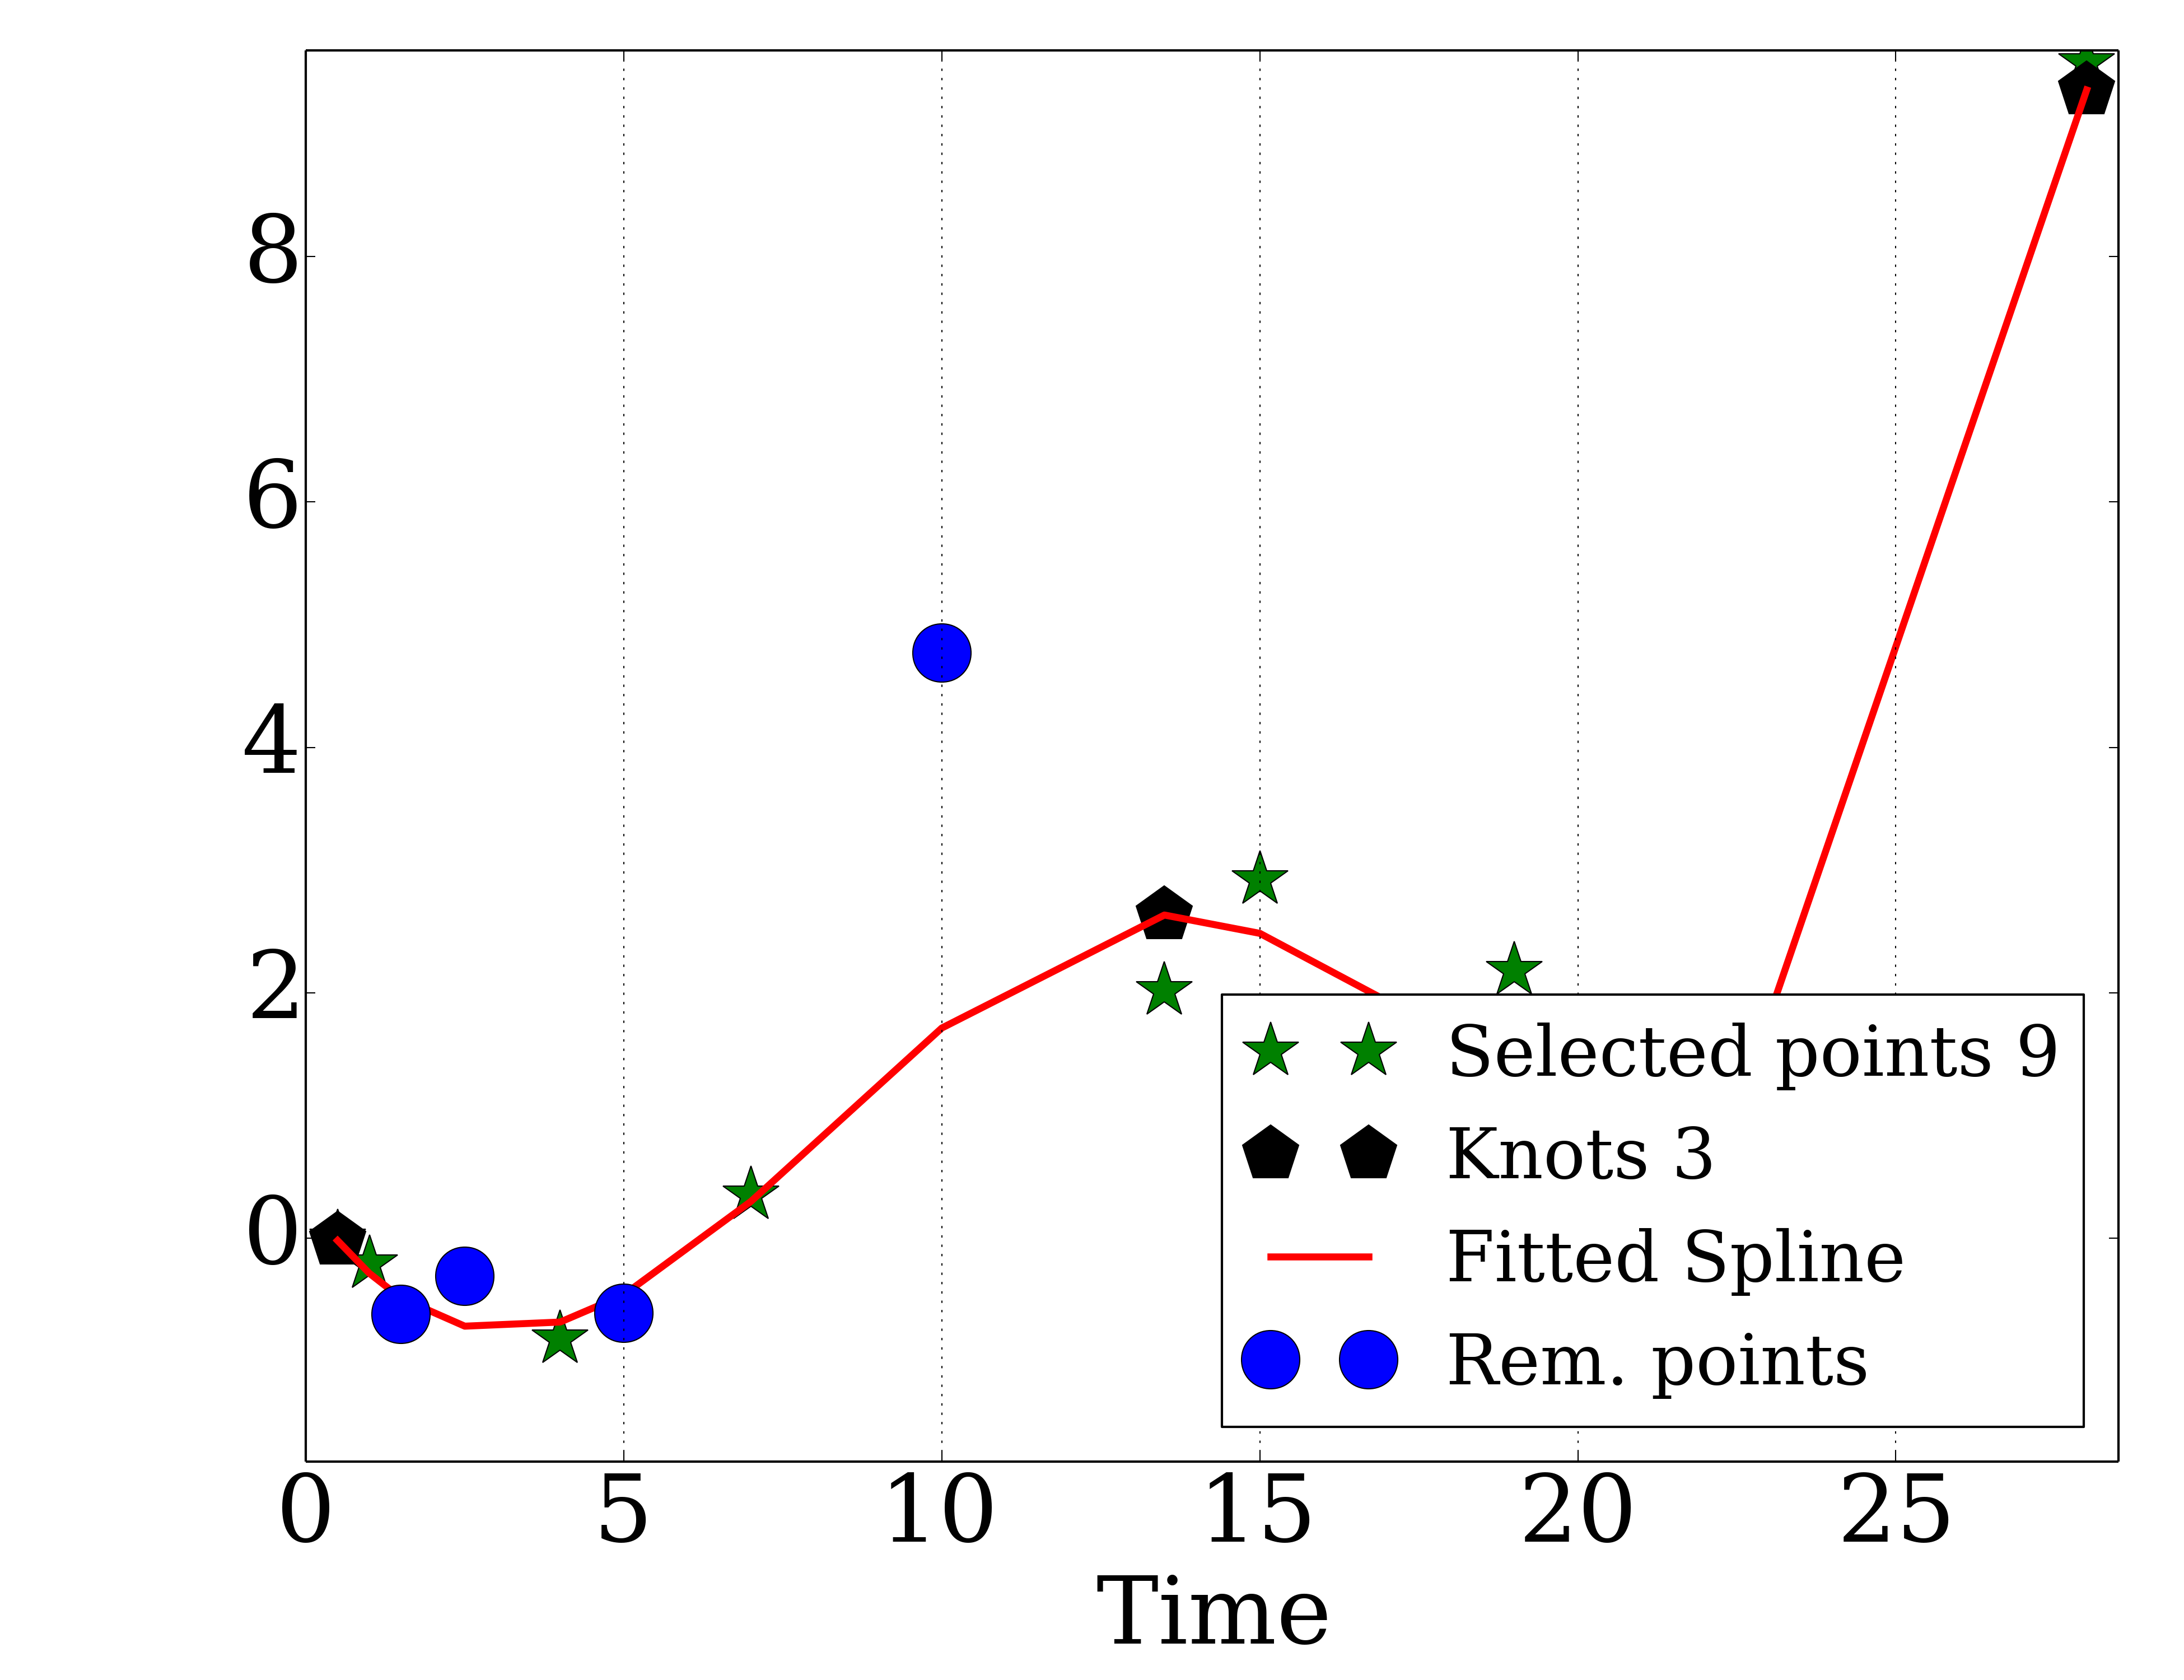 8
6
4
2
0
0 5 10 15 20 25
Time
Selected points 9
Knots 3
Fitted Spline
Rem. points